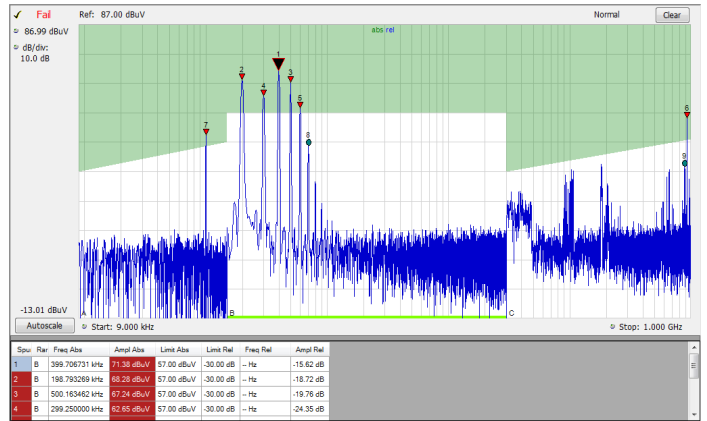 ✓ Fail Ref: 87.00 dBuV Normal Clear
86.99 dBuV
dB/div:
10.0 dB
abs rel
1
2
3
4
5
6
7
8
9
-13.01 dBuV
A B C
Autoscale Start: 9.000 kHz Stop: 1.000 GHz
Spu Rar Freq Abs Ampl Abs Limit Abs Limit Rel Freq Rel Ampl Rel
1 B 399.706731 kHz 71.38 dBuV 57.00 dBuV -30.00 dB -- Hz -15.62 dB
2 B 198.793269 kHz 68.28 dBuV 57.00 dBuV -30.00 dB -- Hz -18.72 dB
3 B 500.163462 kHz 67.24 dBuV 57.00 dBuV -30.00 dB -- Hz -19.76 dB
4 B 299.250000 kHz 62.65 dBuV 57.00 dBuV -30.00 dB -- Hz -24.35 dB